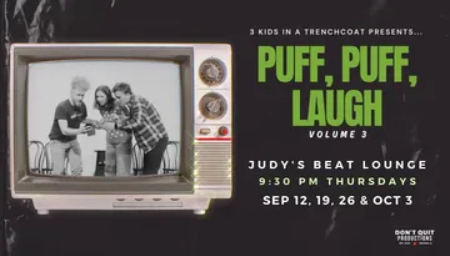 3 KIDS IN A TRENCHCOAT PRESENTS...
PUFF, PUFF,
LAUGH
VOLUME 3
JUDY'S BEAT LOUNGE
9:30 PM THURSDAYS
SEP 12, 19, 26 & OCT 3
DON'T QUIT
PRODUCTIONS